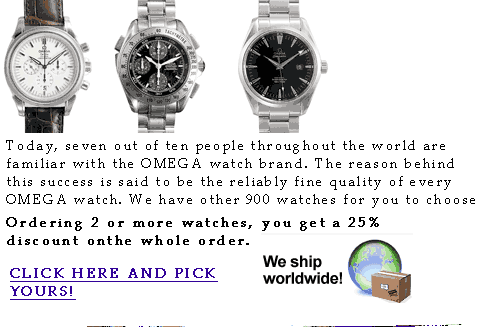 Today, seven out of ten people throughout the world are
familiar with the OMEGA watch brand. The reason behind
this success is said to be the reliably fine quality of every
OMEGA watch. We have other 900 watches for you to choose
Ordering 2 or more watches, you get a 25%
discount onthe whole order.
We ship
worldwide!
CLICK HERE AND PICK
YOURS!